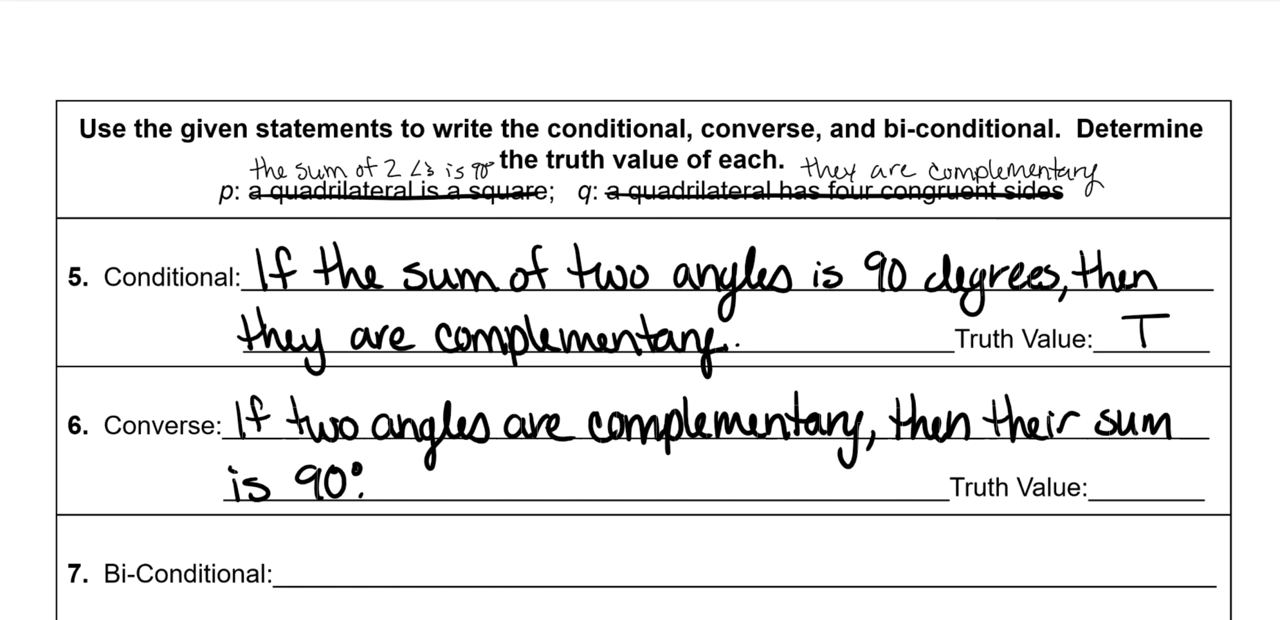 Use the given statements to write the conditional, converse, and bi-conditional. Determine
the truth value of each.
the sum of 2 ∠s is 90° they are complementary
p: a quadrilateral is a square; q: a quadrilateral has four congruent sides
5. Conditional: If the sum of two angles is 90 degrees, then
they are complementary. Truth Value: T
6. Converse: If two angles are complementary, then their sum
is 90°. Truth Value:
7. Bi-Conditional: